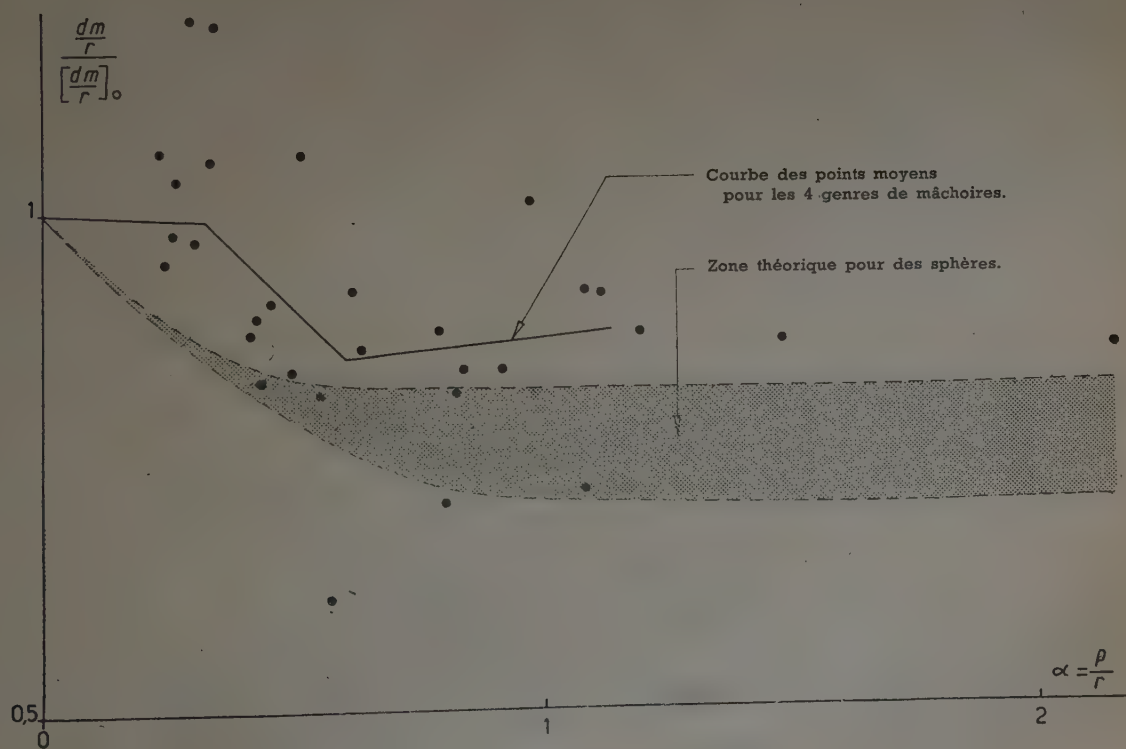 dm
r
[dm
r]o
Courbe des points moyens
pour les 4 genres de mâchoires.
1
Zone théorique pour des sphères.
α = ρ
r
0,5
0
1
2